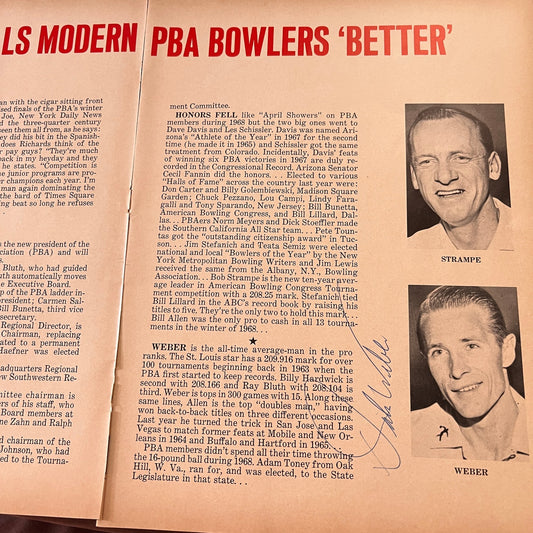 LLS MODERN PBA BOWLERS 'BETTER'
an with the cigar sitting front
ised finals of the PBA's winter
Joe, New York Daily News
ed the three-quarter century
been them all from, as he says:
y did his bit in the Spanish-
does Richards think of the
r pay guys? "They're much
back in my heyday and they
he states. "Competition is
he junior programs are pro-
r champions each year. I'm
man again dominating the
the hard of Times Square
ing beat so long he refuses
the new president of the
ciation (PBA) and will
Bluth, who had guided
uth automatically moves
e Executive Board.
p of the PBA ladder in-
resident; Carmen Sal-
Bill Bunetta, third vice
secretary.
Regional Director, is
Chairman, replacing
ated to a permanent
Haefner was elected
eadquarters Regional
w Southwestern Re-
mittee chairman is
ers of his staff, who
Board members at
ne Zahn and Ralph
d chairman of the
Johnson, who had
ed to the Tourna-
ment Committee.
HONORS FELL like "April Showers" on PBA
members during 1968 but the two big ones went to
Dave Davis and Les Schissler. Davis was named Ari-
zona's "Athlete of the Year" in 1967 for the second
time (he made it in 1965) and Schissler got the same
treatment from Colorado. Incidentally, Davis' feats
of winning six PBA victories in 1967 are duly re-
corded in the Congressional Record. Arizona Senator
Cecil Fannin did the honors. . . Elected to various
"Halls of Fame" across the country last year were:
Don Carter and Billy Golembiewski, Madison Square
Garden; Chuck Pezzano, Lou Campi, Lindy Fara-
galli and Tony Sparando, New Jersey; Bill Bunetta,
American Bowling Congress, and Bill Lillard, Dal-
las. . . PBAers Norm Meyers and Dick Stoeffler made
the Southern California All Star team. . . Pete Toun-
tas got the "outstanding citizenship award" in Tuc-
son. . . Jim Stefanich and Teata Semiz were elected
national and local "Bowlers of the Year" by the New
York Metropolitan Bowling Writers and Jim Lewis
received the same from the Albany, N.Y., Bowling
Association. . . Bob Strampe is the new ten-year aver-
age leader in American Bowling Congress Tourna-
ment competition with a 208.25 mark. Stefanich tied
Bill Lillard in the ABC's record book by raising his
titles to five. They're the only two to hold this mark. . .
Bill Allen was the only pro to cash in all 13 tourna-
ments in the winter of 1968. . .
WEBER is the all-time average-man in the pro
ranks. The St. Louis star has a 209.916 mark for over
100 tournaments beginning back in 1963 when the
PBA first started to keep records. Billy Hardwick is
second with 208.166 and Ray Bluth with 208.104 is
third. Weber is tops in 300 games with 15. Along these
same lines, Allen is the top "doubles man," having
won back-to-back titles on three different occasions.
Last year he turned the trick in San Jose and Las
Vegas to match former feats at Mobile and New Or-
leans in 1964 and Buffalo and Hartford in 1965. . .
PBA members didn't spend all their time throwing
the 16-pound ball during 1968. Adam Toney from Oak
Hill, W. Va., ran for, and was elected, to the State
Legislature in that state. . .
STRAMPE
WEBER